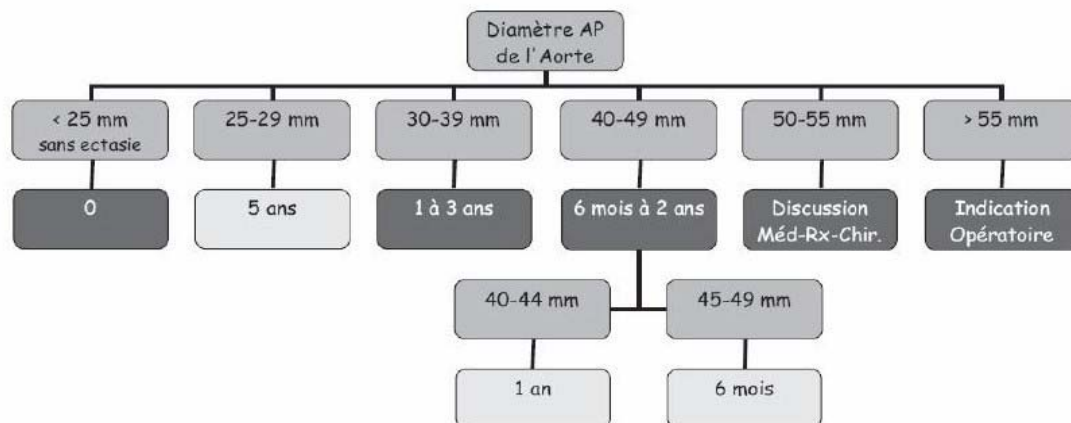 Diamètre AP
de l'Aorte
< 25 mm
sans ectasie
25-29 mm
30-39 mm
40-49 mm
50-55 mm
> 55 mm
0
5 ans
1 à 3 ans
6 mois à 2 ans
Discussion
Méd-Rx-Chir.
Indication
Opératoire
40-44 mm
45-49 mm
1 an
6 mois